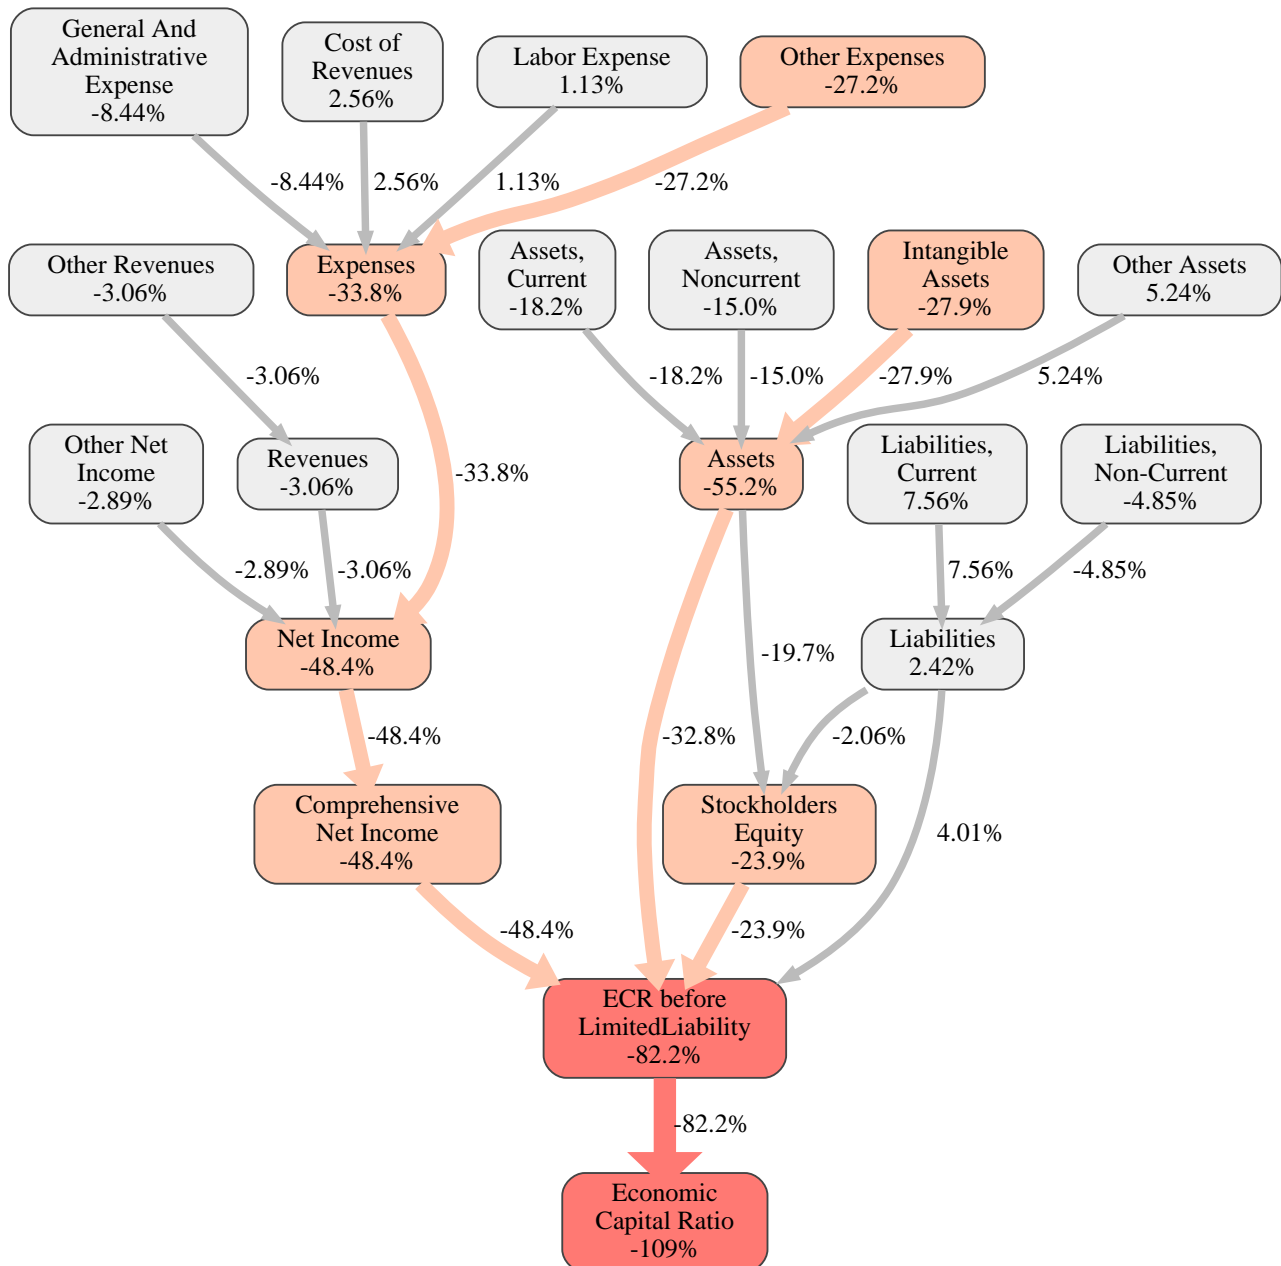 General And
Administrative
Expense
-8.44%
Cost of
Revenues
2.56%
Labor Expense
1.13%
Other Expenses
-27.2%
-8.44%
2.56%
1.13%
-27.2%
Other Revenues
-3.06%
Expenses
-33.8%
Assets,
Current
-18.2%
Assets,
Noncurrent
-15.0%
Intangible
Assets
-27.9%
Other Assets
5.24%
-3.06%
-18.2%
-15.0%
-27.9%
5.24%
Other Net
Income
-2.89%
Revenues
-3.06%
-33.8%
Assets
-55.2%
Liabilities,
Current
7.56%
Liabilities,
Non-Current
-4.85%
-2.89%
-3.06%
7.56%
-4.85%
Net Income
-48.4%
-19.7%
Liabilities
2.42%
-48.4%
-32.8%
-2.06%
Comprehensive
Net Income
-48.4%
Stockholders
Equity
-23.9%
4.01%
-48.4%
-23.9%
ECR before
LimitedLiability
-82.2%
-82.2%
Economic
Capital Ratio
-109%